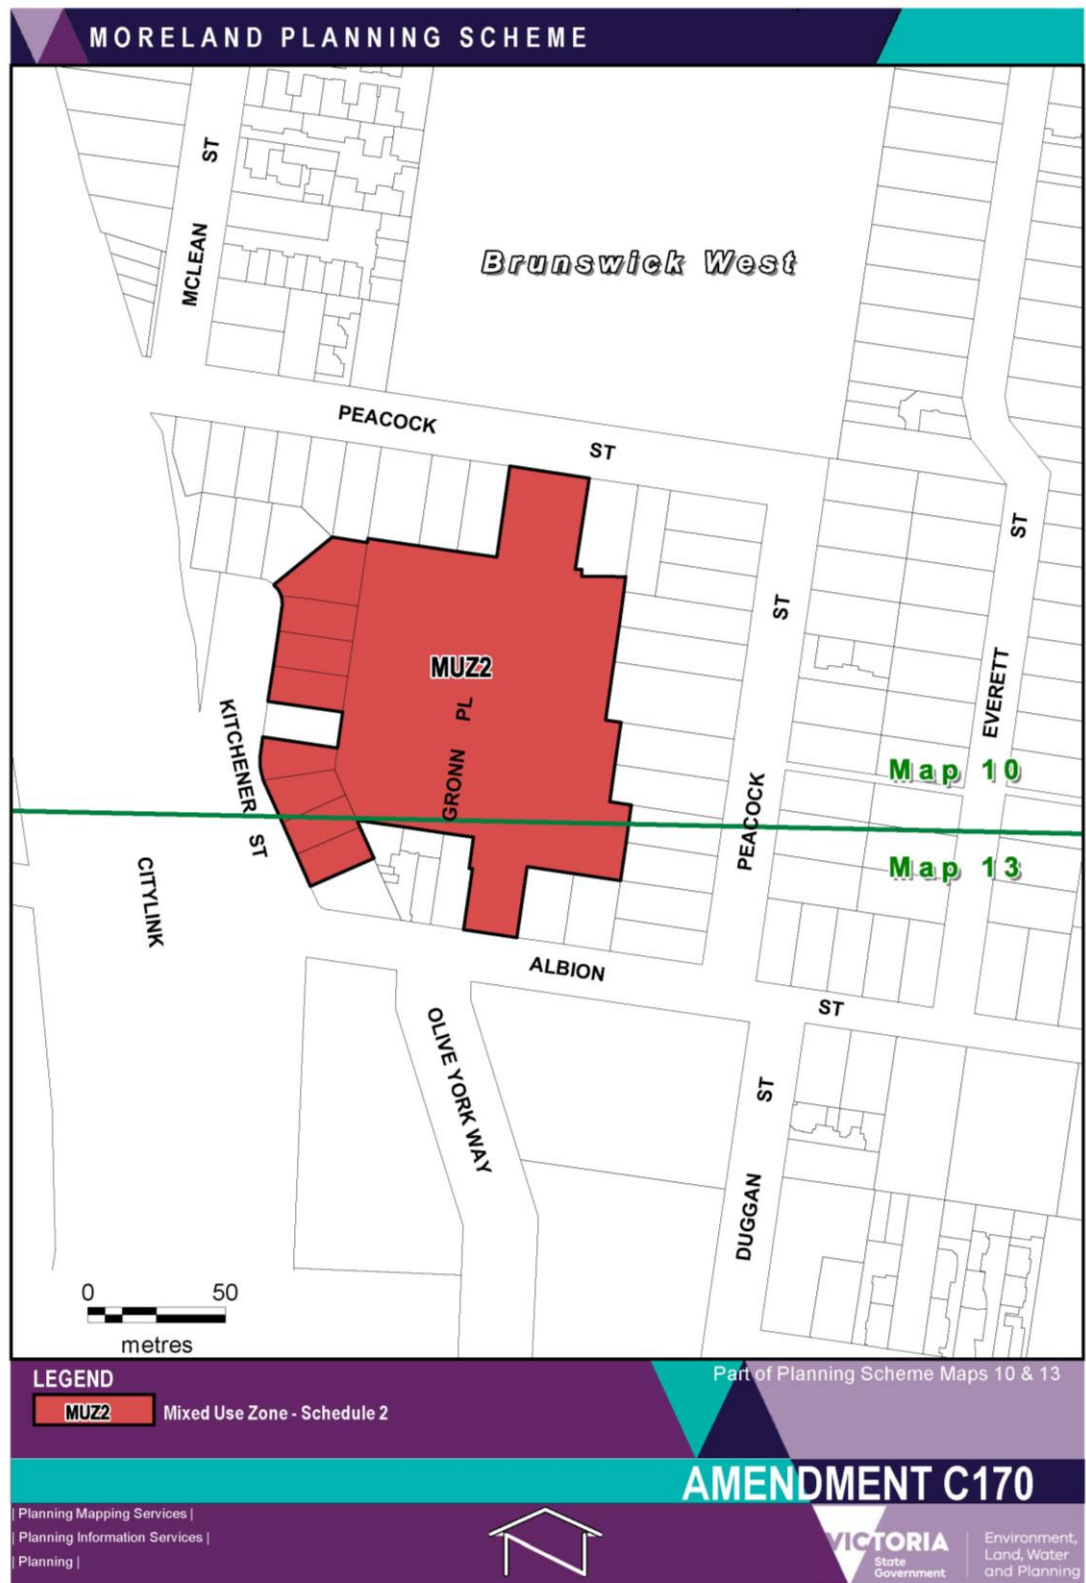 MORELAND PLANNING SCHEME
MCLEAN ST
Brunswick West
PEACOCK ST
MUZ2
GRONN PL
PEACOCK ST
EVERETT ST
KITCHENER ST
Map 10
Map 13
CITYLINK
ALBION ST
OLIVE YORK WAY
DUGGAN ST
0 50
metres
LEGEND
MUZ2 Mixed Use Zone - Schedule 2
Part of Planning Scheme Maps 10 & 13
AMENDMENT C170
| Planning Mapping Services |
| Planning Information Services |
| Planning |
VICTORIA
State
Government
Environment,
Land, Water
and Planning